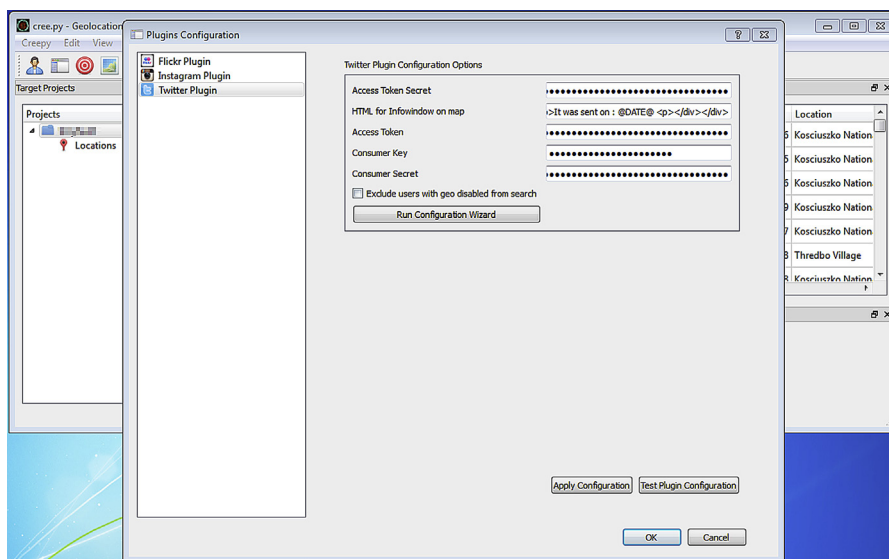 cree.py - Geolocation
Creepy Edit View
Target Projects
Projects
Locations
Plugins Configuration
Flickr Plugin
Instagram Plugin
Twitter Plugin
Twitter Plugin Configuration Options
Access Token Secret
HTML for Infowindow on map
>It was sent on : @DATE@ <p></div></div>
Access Token
Consumer Key
Consumer Secret
Exclude users with geo disabled from search
Run Configuration Wizard
Apply Configuration
Test Plugin Configuration
OK
Cancel
Location
Kosciuszko Nation
Kosciuszko Nation
Kosciuszko Nation
Kosciuszko Nation
Kosciuszko Nation
Thredbo Village
Kosciuszko Nation